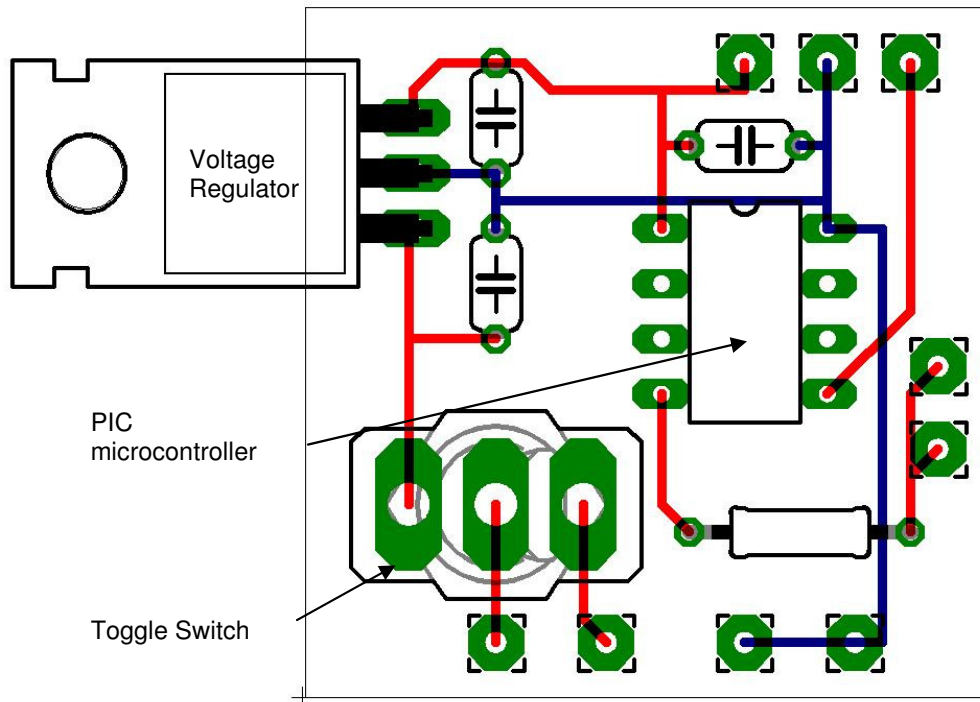 Voltage
Regulator
PIC
microcontroller
Toggle Switch